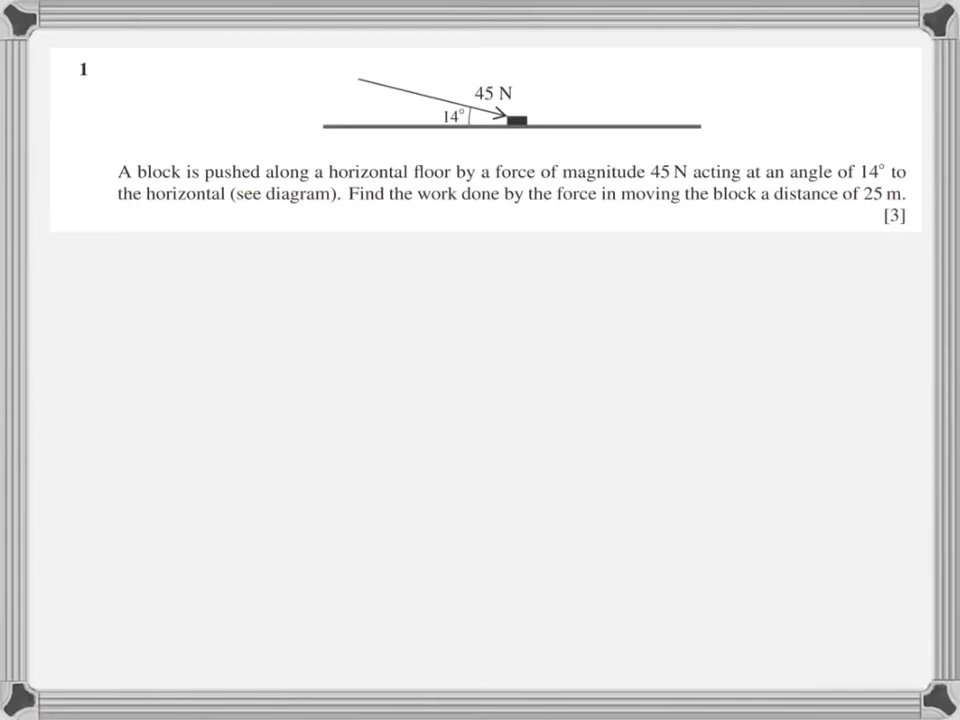 1
45 N
14°
A block is pushed along a horizontal floor by a force of magnitude 45 N acting at an angle of 14° to
the horizontal (see diagram). Find the work done by the force in moving the block a distance of 25 m.
[3]